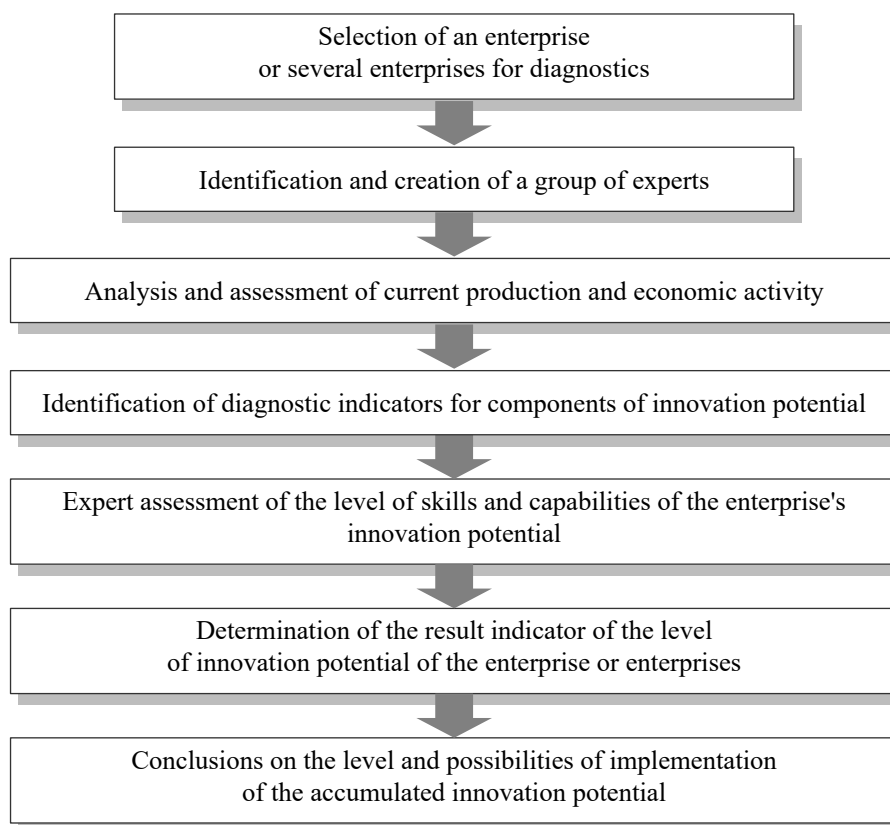 Selection of an enterprise
or several enterprises for diagnostics
Identification and creation of a group of experts
Analysis and assessment of current production and economic activity
Identification of diagnostic indicators for components of innovation potential
Expert assessment of the level of skills and capabilities of the enterprise's
innovation potential
Determination of the result indicator of the level
of innovation potential of the enterprise or enterprises
Conclusions on the level and possibilities of implementation
of the accumulated innovation potential